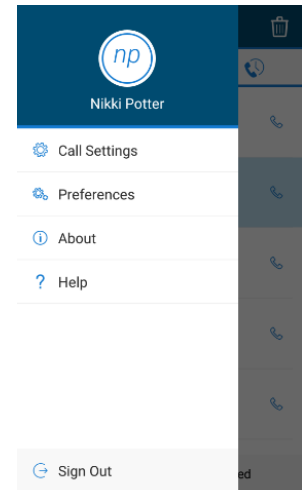 np
Nikki Potter
Call Settings
Preferences
About
? Help
Sign Out
ed